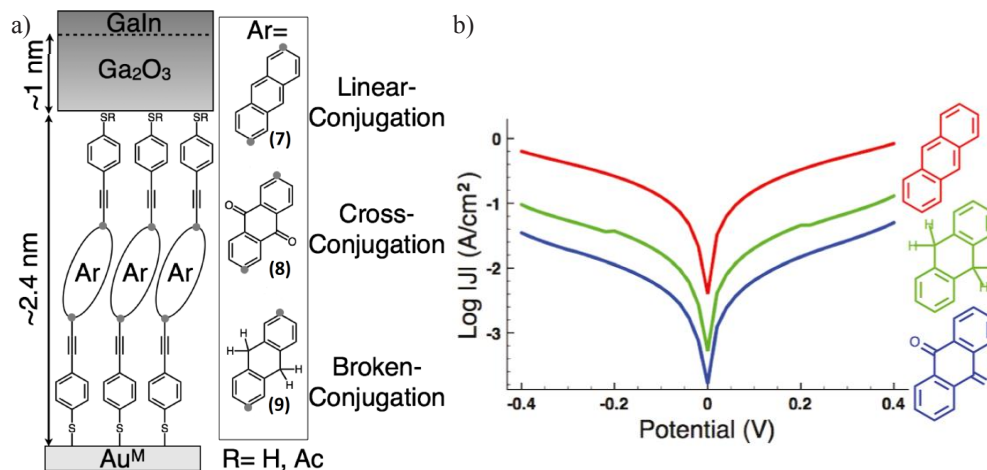 a)
GaIn
Ga₂O₃
~1 nm
~2.4 nm
SR SR SR
Ar Ar Ar
S S S
Auᴹ
Ar=
(7)
Linear-
Conjugation
O
O
(8)
Cross-
Conjugation
H
H
H
H
(9)
Broken-
Conjugation
R= H, Ac
b)
Log |J| (A/cm²)
0
-1
-2
-3
-0.4 -0.2 0 0.2 0.4
Potential (V)
H
H
H
O